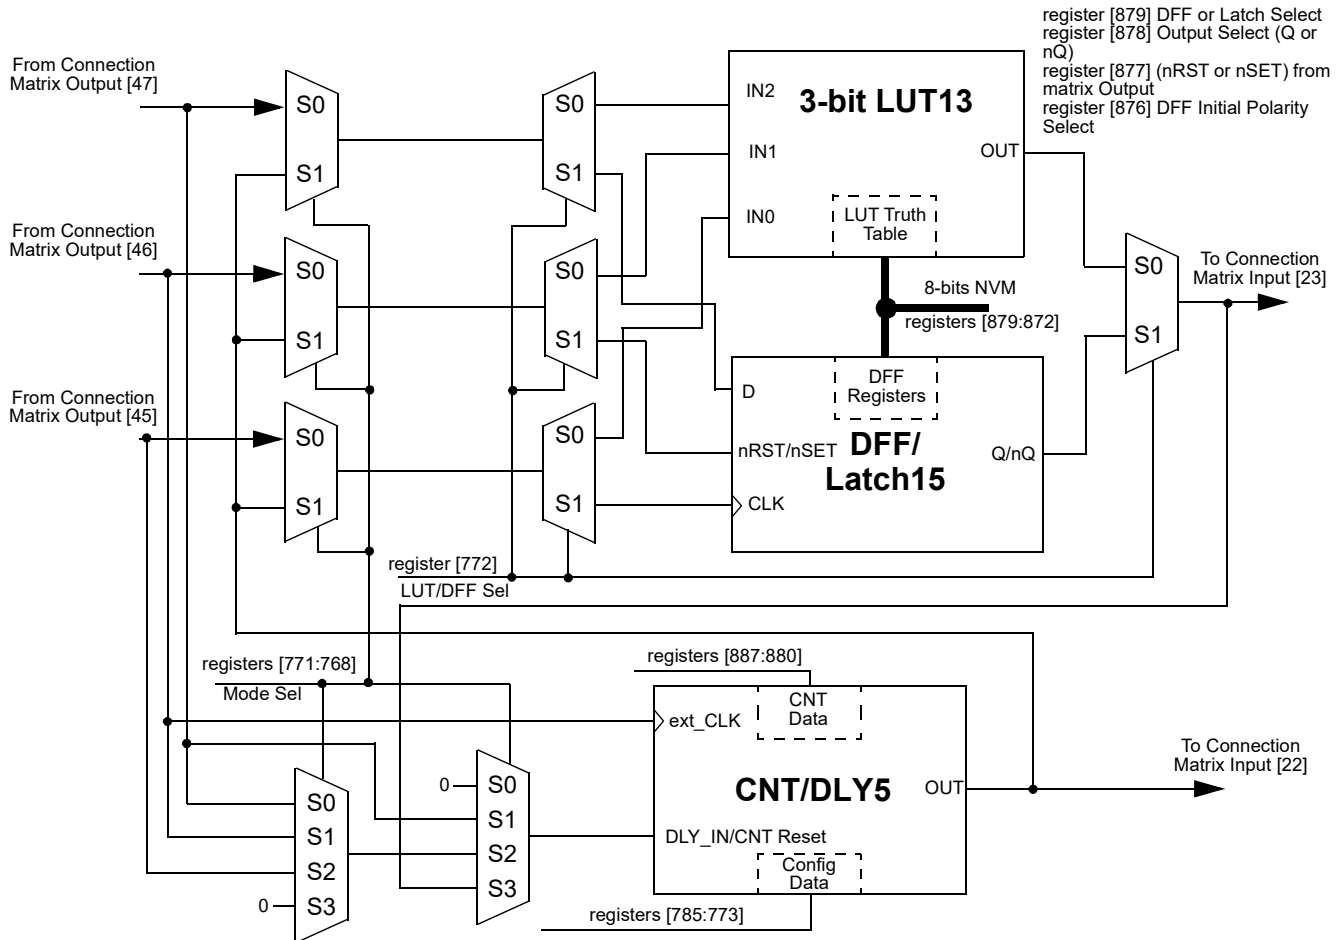 register [879] DFF or Latch Select
register [878] Output Select (Q or
nQ)
register [877] (nRST or nSET) from
matrix Output
register [876] DFF Initial Polarity
Select
From Connection
Matrix Output [47]
S0
S1
S0
S1
IN2
IN1
IN0
3-bit LUT13
OUT
LUT Truth
Table
From Connection
Matrix Output [46]
S0
S1
S0
S1
8-bits NVM
registers [879:872]
S0
S1
To Connection
Matrix Input [23]
From Connection
Matrix Output [45]
S0
S1
S0
S1
D
nRST/nSET
CLK
DFF
Registers
DFF/
Latch15
Q/nQ
register [772]
LUT/DFF Sel
registers [771:768]
Mode Sel
registers [887:880]
ext_CLK
CNT
Data
CNT/DLY5
OUT
DLY_IN/CNT Reset
Config
Data
registers [785:773]
To Connection
Matrix Input [22]
0
S0
S1
S2
S3
S0
S1
S2
0
S3